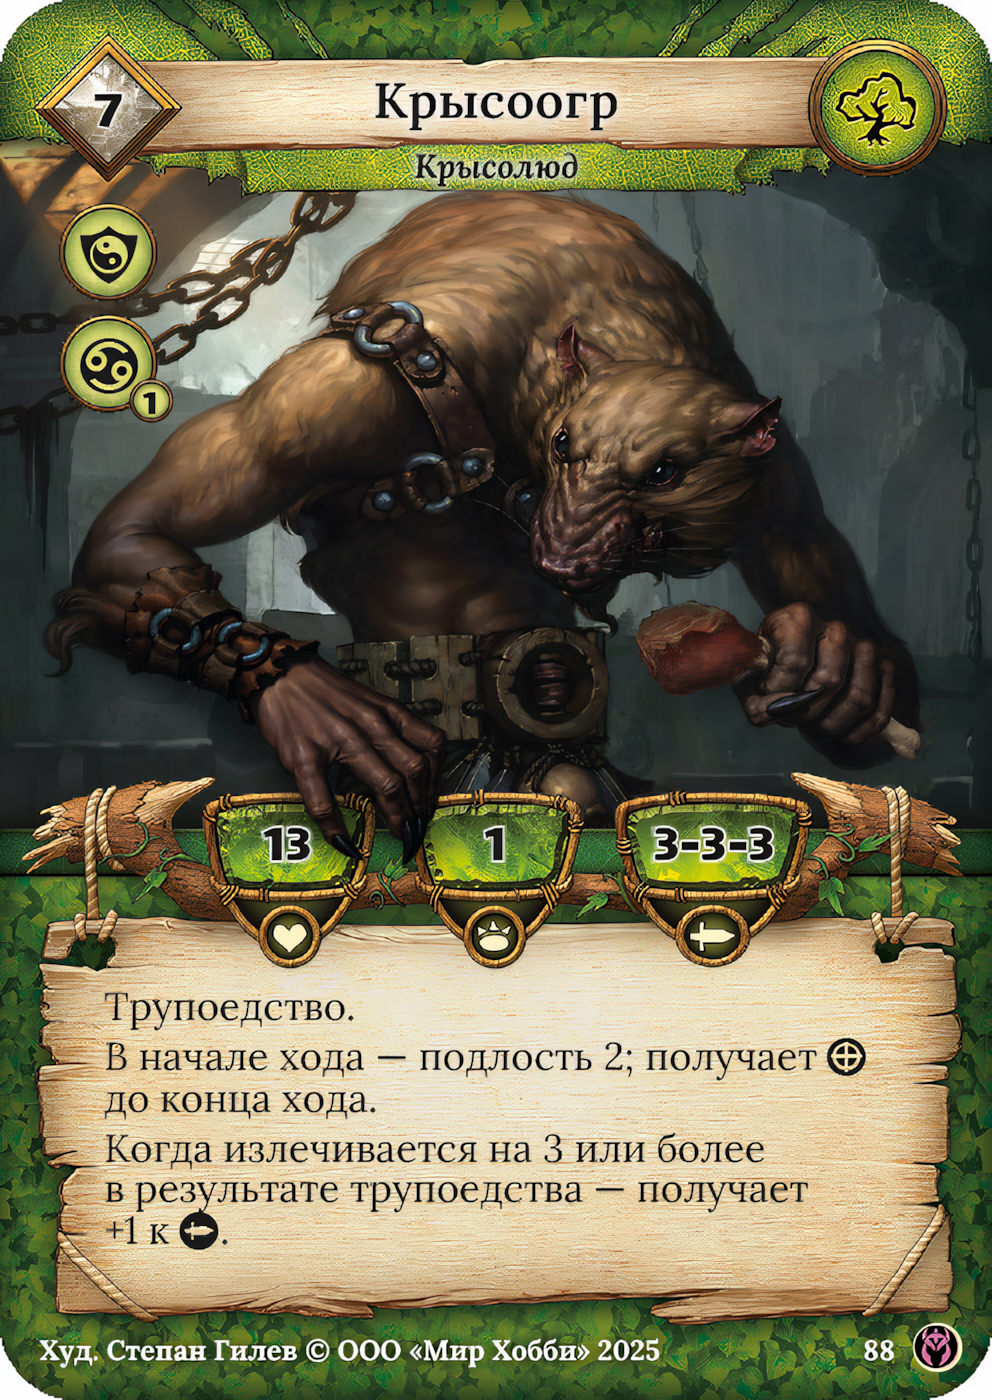 7
Крысоогр
Крысолюд
1
13
1
3-3-3
Трупоедство.
В начале хода — подлость 2; получает
до конца хода.
Когда излечивается на 3 или более
в результате трупоедства — получает
+1 к .
Худ. Степан Гилев © ООО «Мир Хобби» 2025
88